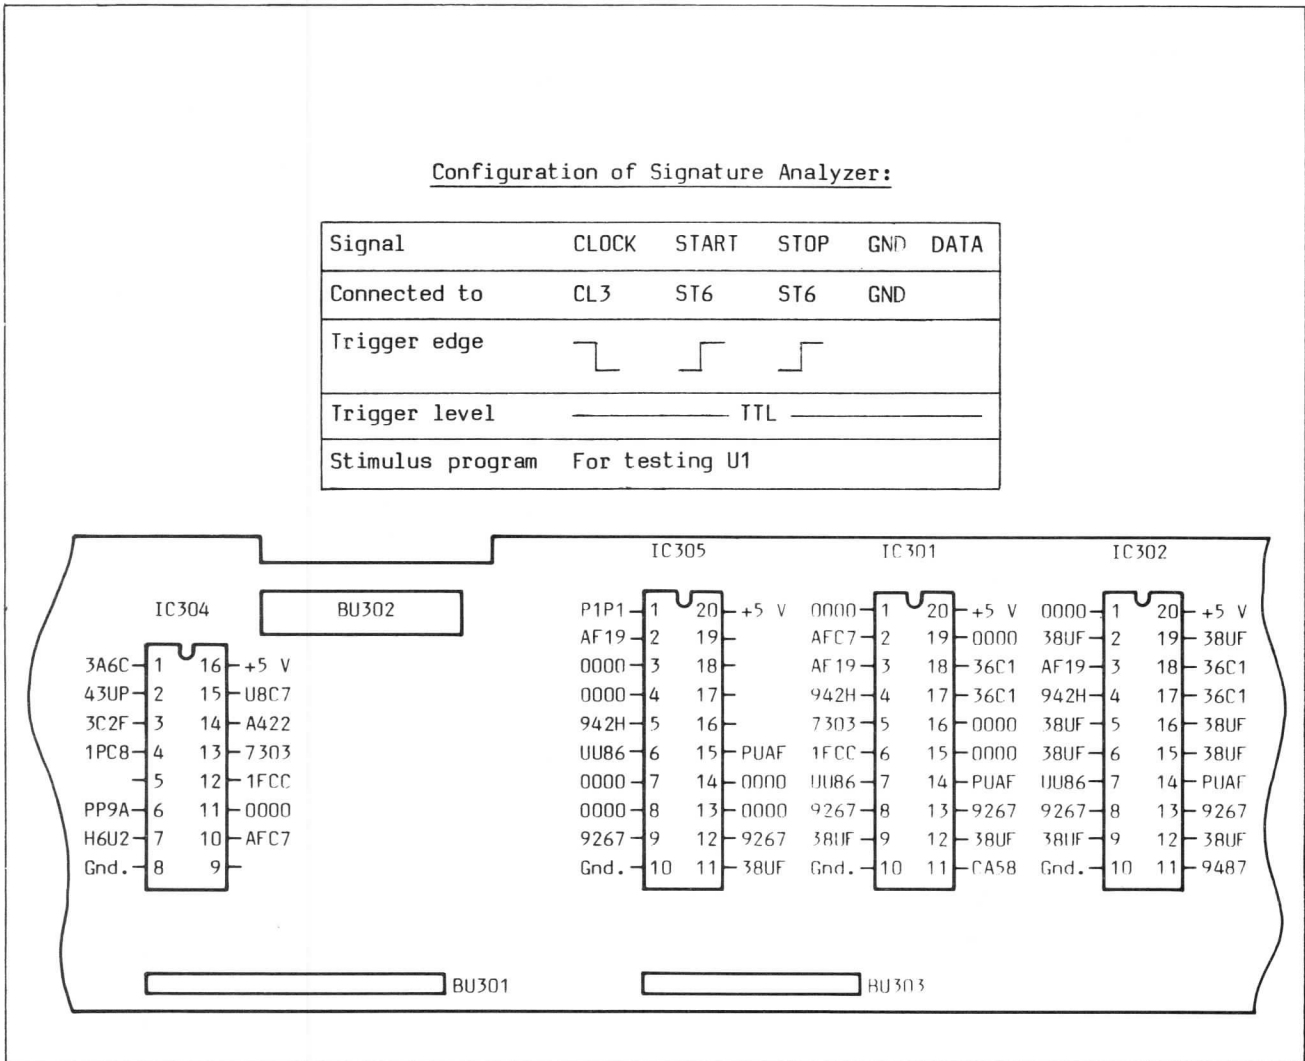 Configuration of Signature Analyzer:
Signal CLOCK START STOP GND DATA
Connected to CL3 ST6 ST6 GND
Trigger edge
Trigger level TTL
Stimulus program For testing U1
IC305 IC301 IC302
IC304 BU302
P1P1 1 20 +5 V 0000 1 20 +5 V 0000 1 20 +5 V
AF19 2 19 AFC7 2 19 0000 38UF 2 19 38UF
3A6C 1 16 +5 V 0000 3 18 AF19 3 18 36C1 AF19 3 18 36C1
43UP 2 15 U8C7 0000 4 17 942H 4 17 36C1 942H 4 17 36C1
3C2F 3 14 A422 942H 5 16 7303 5 16 0000 38UF 5 16 38UF
1PC8 4 13 7303 UU86 6 15 PUAF 1FCC 6 15 0000 38UF 6 15 38UF
5 12 1FCC 0000 7 14 0000 UU86 7 14 PUAF UU86 7 14 PUAF
PP9A 6 11 0000 0000 8 13 0000 9267 8 13 9267 9267 8 13 9267
H6U2 7 10 AFC7 9267 9 12 9267 38UF 9 12 38UF 38UF 9 12 38UF
Gnd. 8 9 Gnd. 10 11 38UF Gnd. 10 11 CA58 Gnd. 10 11 9487
BU301 BU303